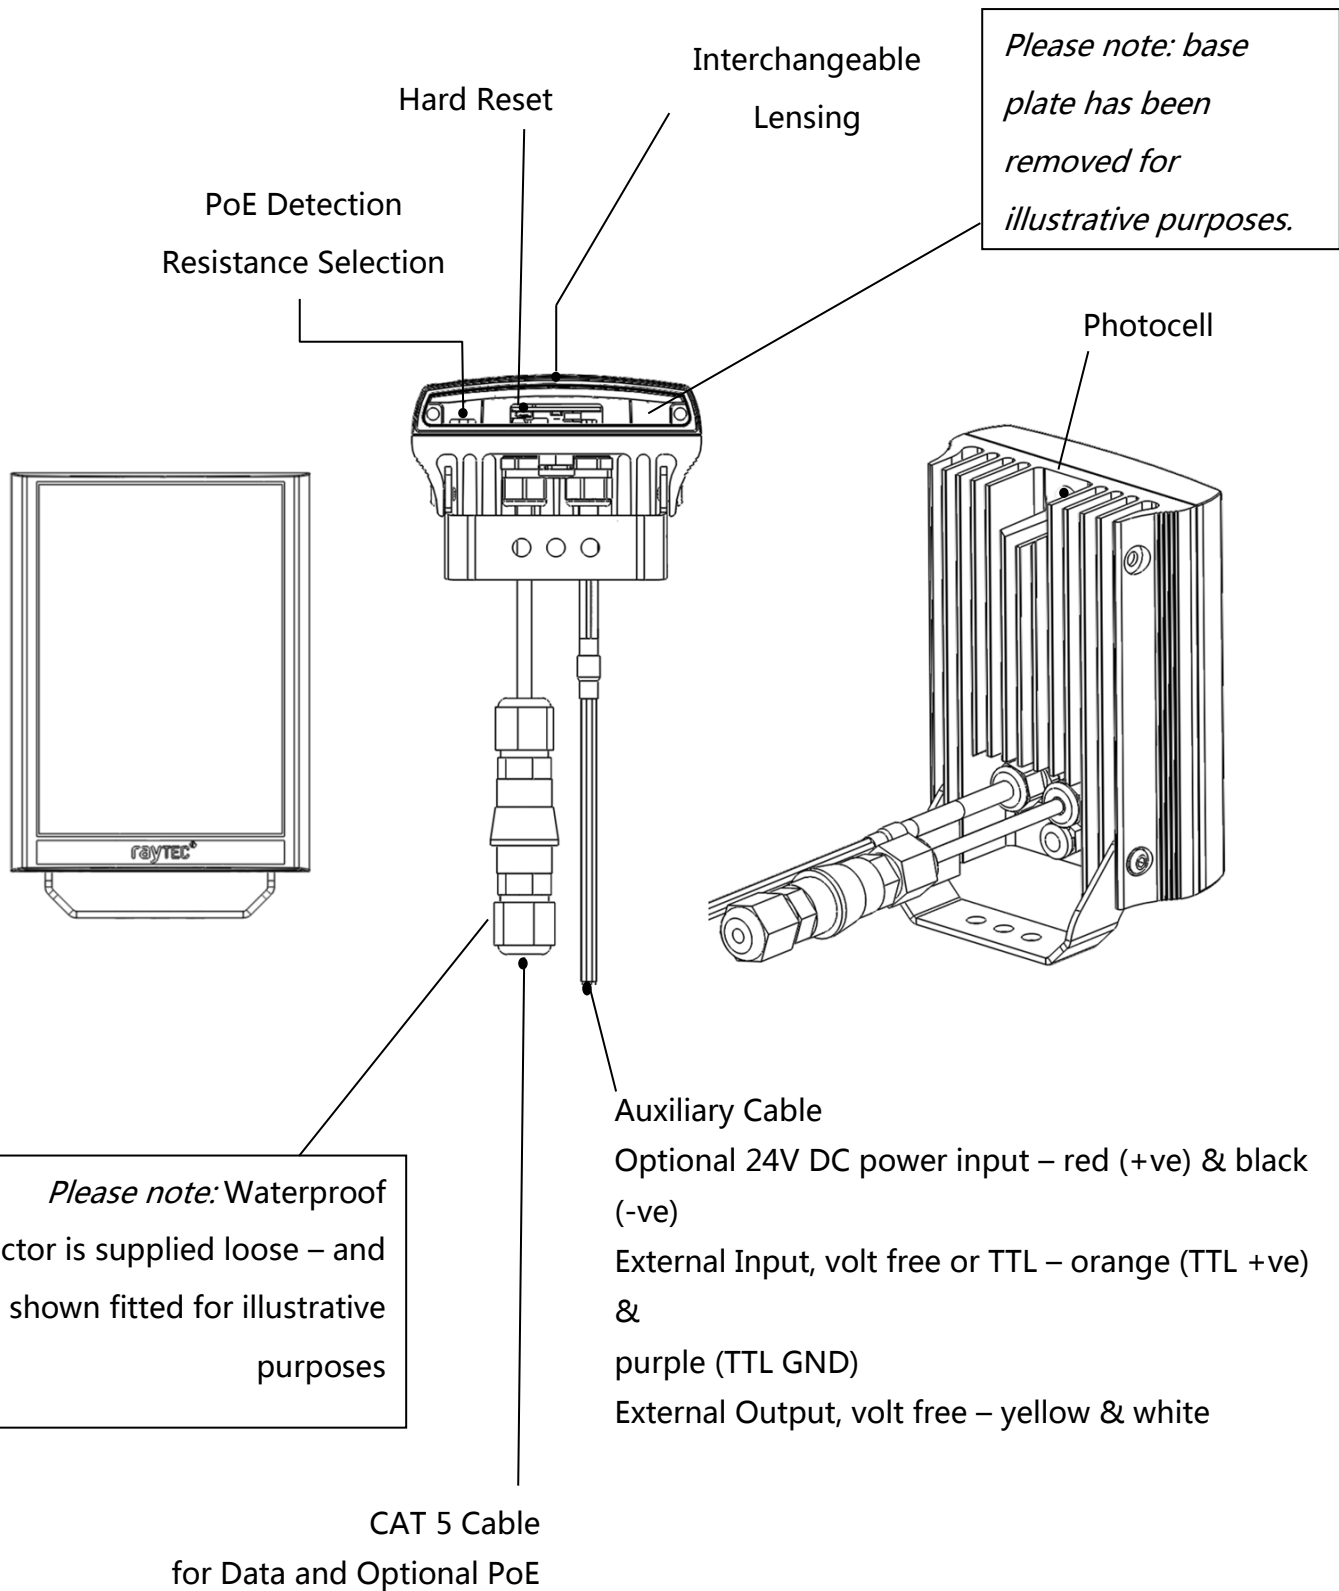 Interchangeable
Lensing
Please note: base
plate has been
removed for
illustrative purposes.
Hard Reset
PoE Detection
Resistance Selection
Photocell
raytec
Auxiliary Cable
Optional 24V DC power input – red (+ve) & black
(-ve)
External Input, volt free or TTL – orange (TTL +ve)
&
purple (TTL GND)
External Output, volt free – yellow & white
Please note: Waterproof
is supplied loose – and
shown fitted for illustrative
purposes
CAT 5 Cable
for Data and Optional PoE